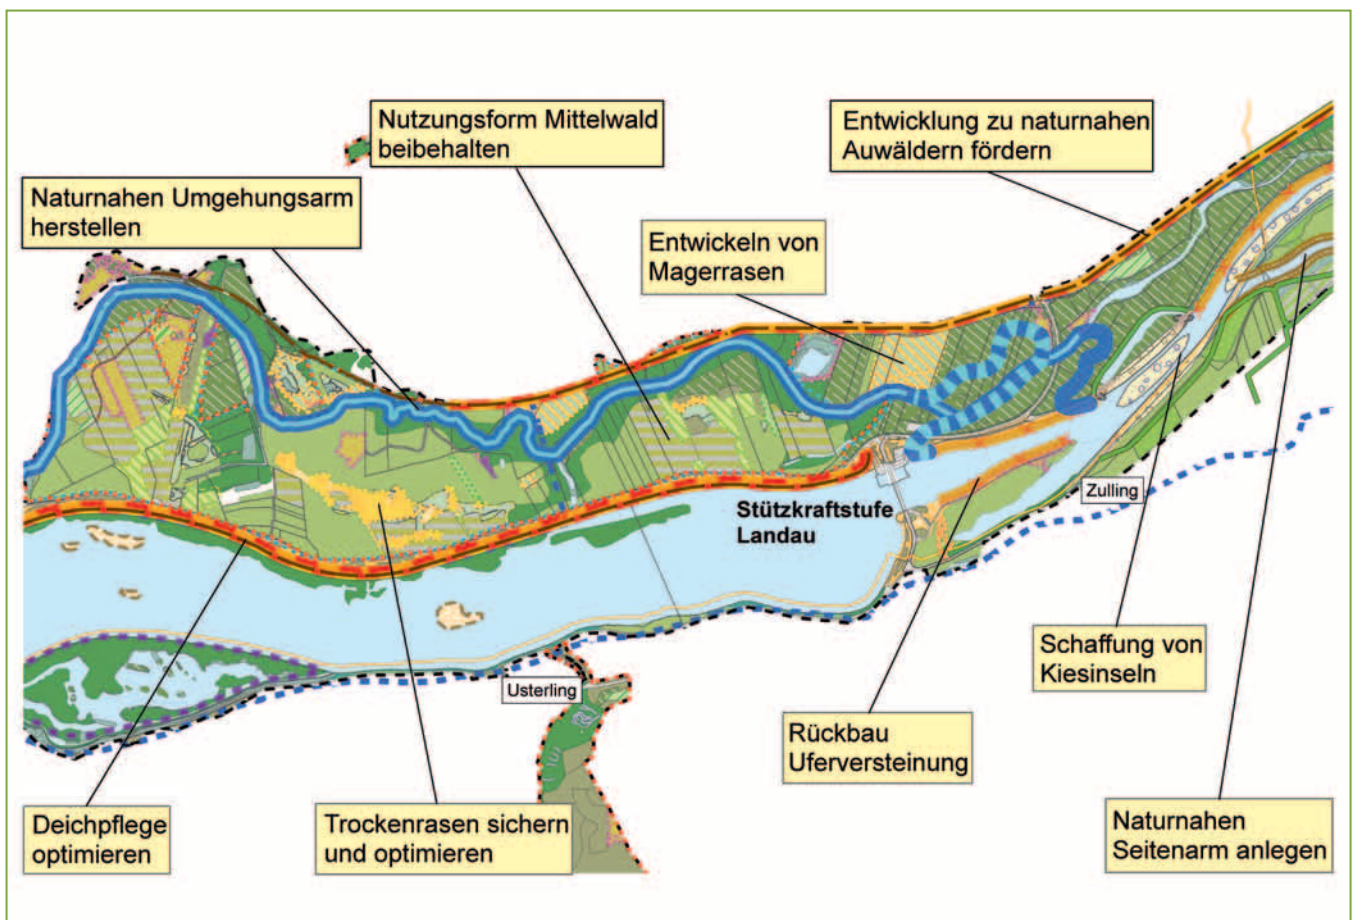 Nutzungsform Mittelwald
beibehalten
Entwicklung zu naturnahen
Auwäldern fördern
Naturnahen Umgehungsarm
herstellen
Entwickeln von
Magerrasen
Stützkraftstufe
Landau
Zulling
Usterling
Schaffung von
Kiesinseln
Rückbau
Uferversteinung
Deichpflege
optimieren
Trockenrasen sichern
und optimieren
Naturnahen
Seitenarm anlegen